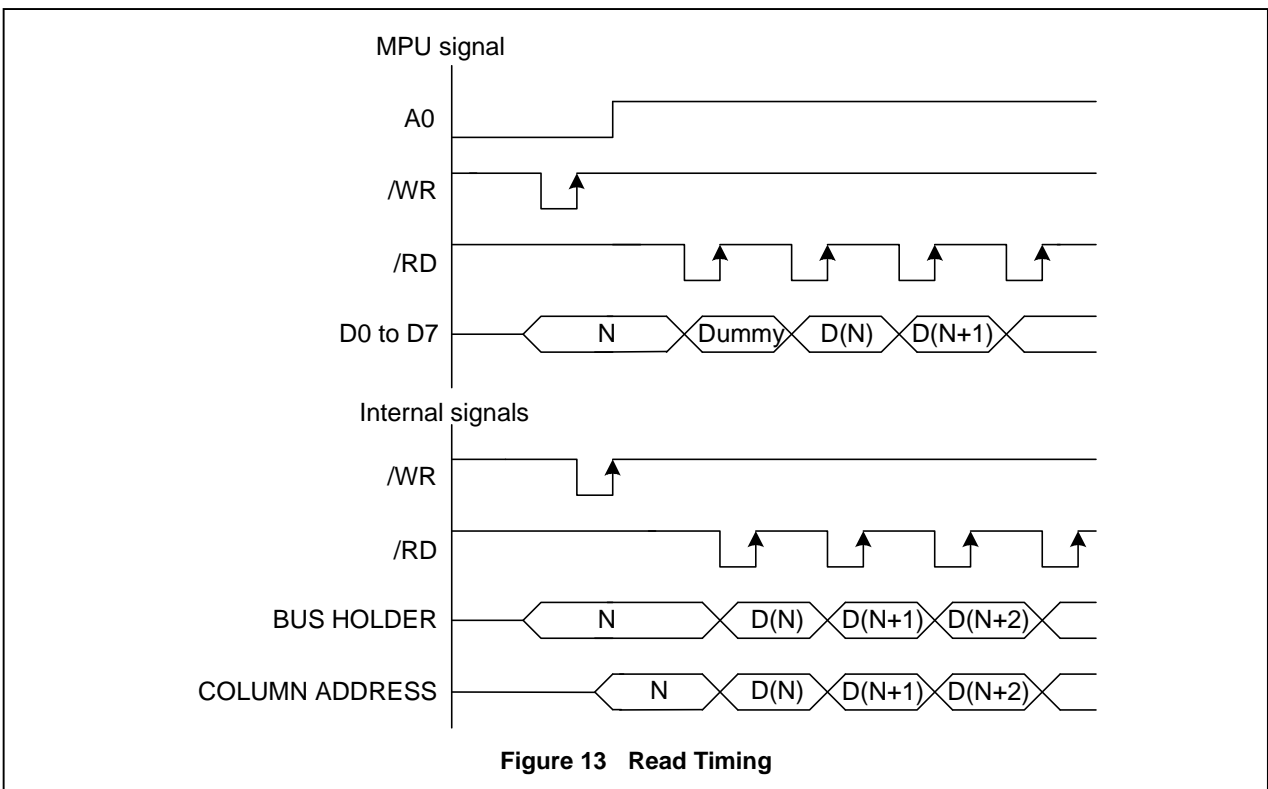 MPU signal
A0
/WR
/RD
D0 to D7 N Dummy D(N) D(N+1)
Internal signals
/WR
/RD
BUS HOLDER N D(N) D(N+1) D(N+2)
COLUMN ADDRESS N D(N) D(N+1) D(N+2)
Figure 13 Read Timing